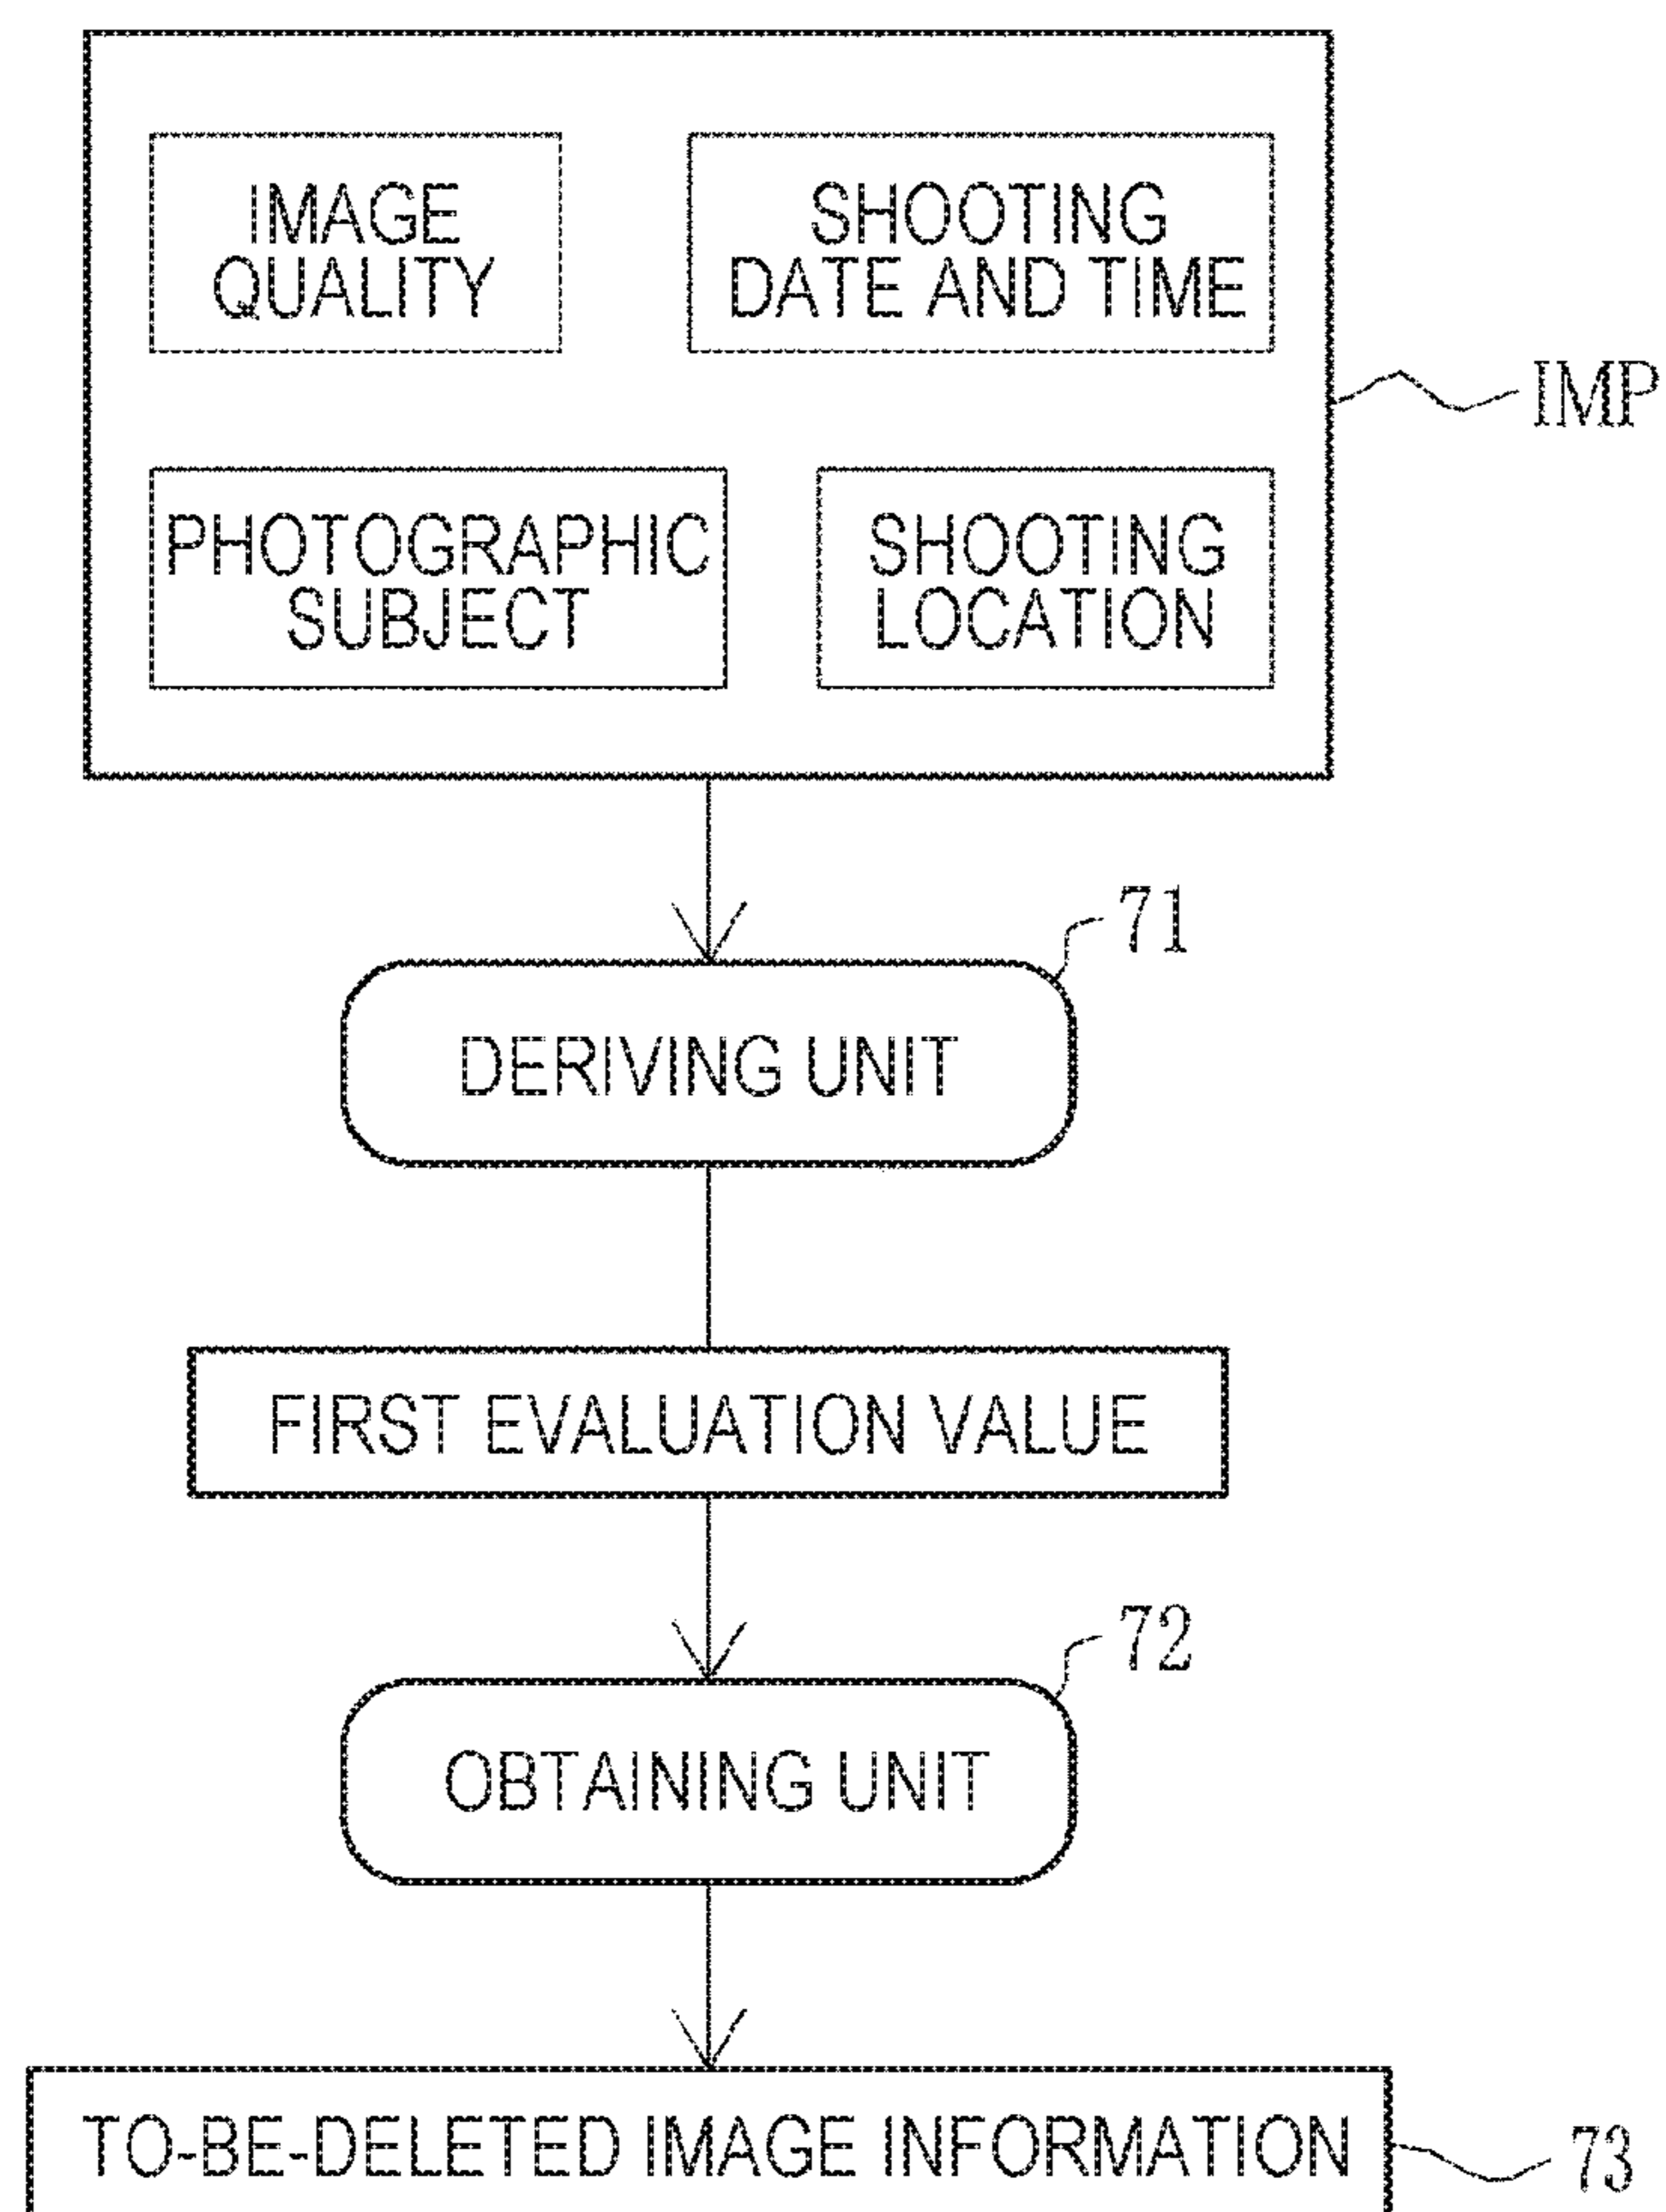 IMAGE
QUALITY
SHOOTING
DATE AND TIME
IMP
PHOTOGRAPHIC
SUBJECT
SHOOTING
LOCATION
71
DERIVING UNIT
FIRST EVALUATION VALUE
72
OBTAINING UNIT
TO-BE-DELETED IMAGE INFORMATION
73